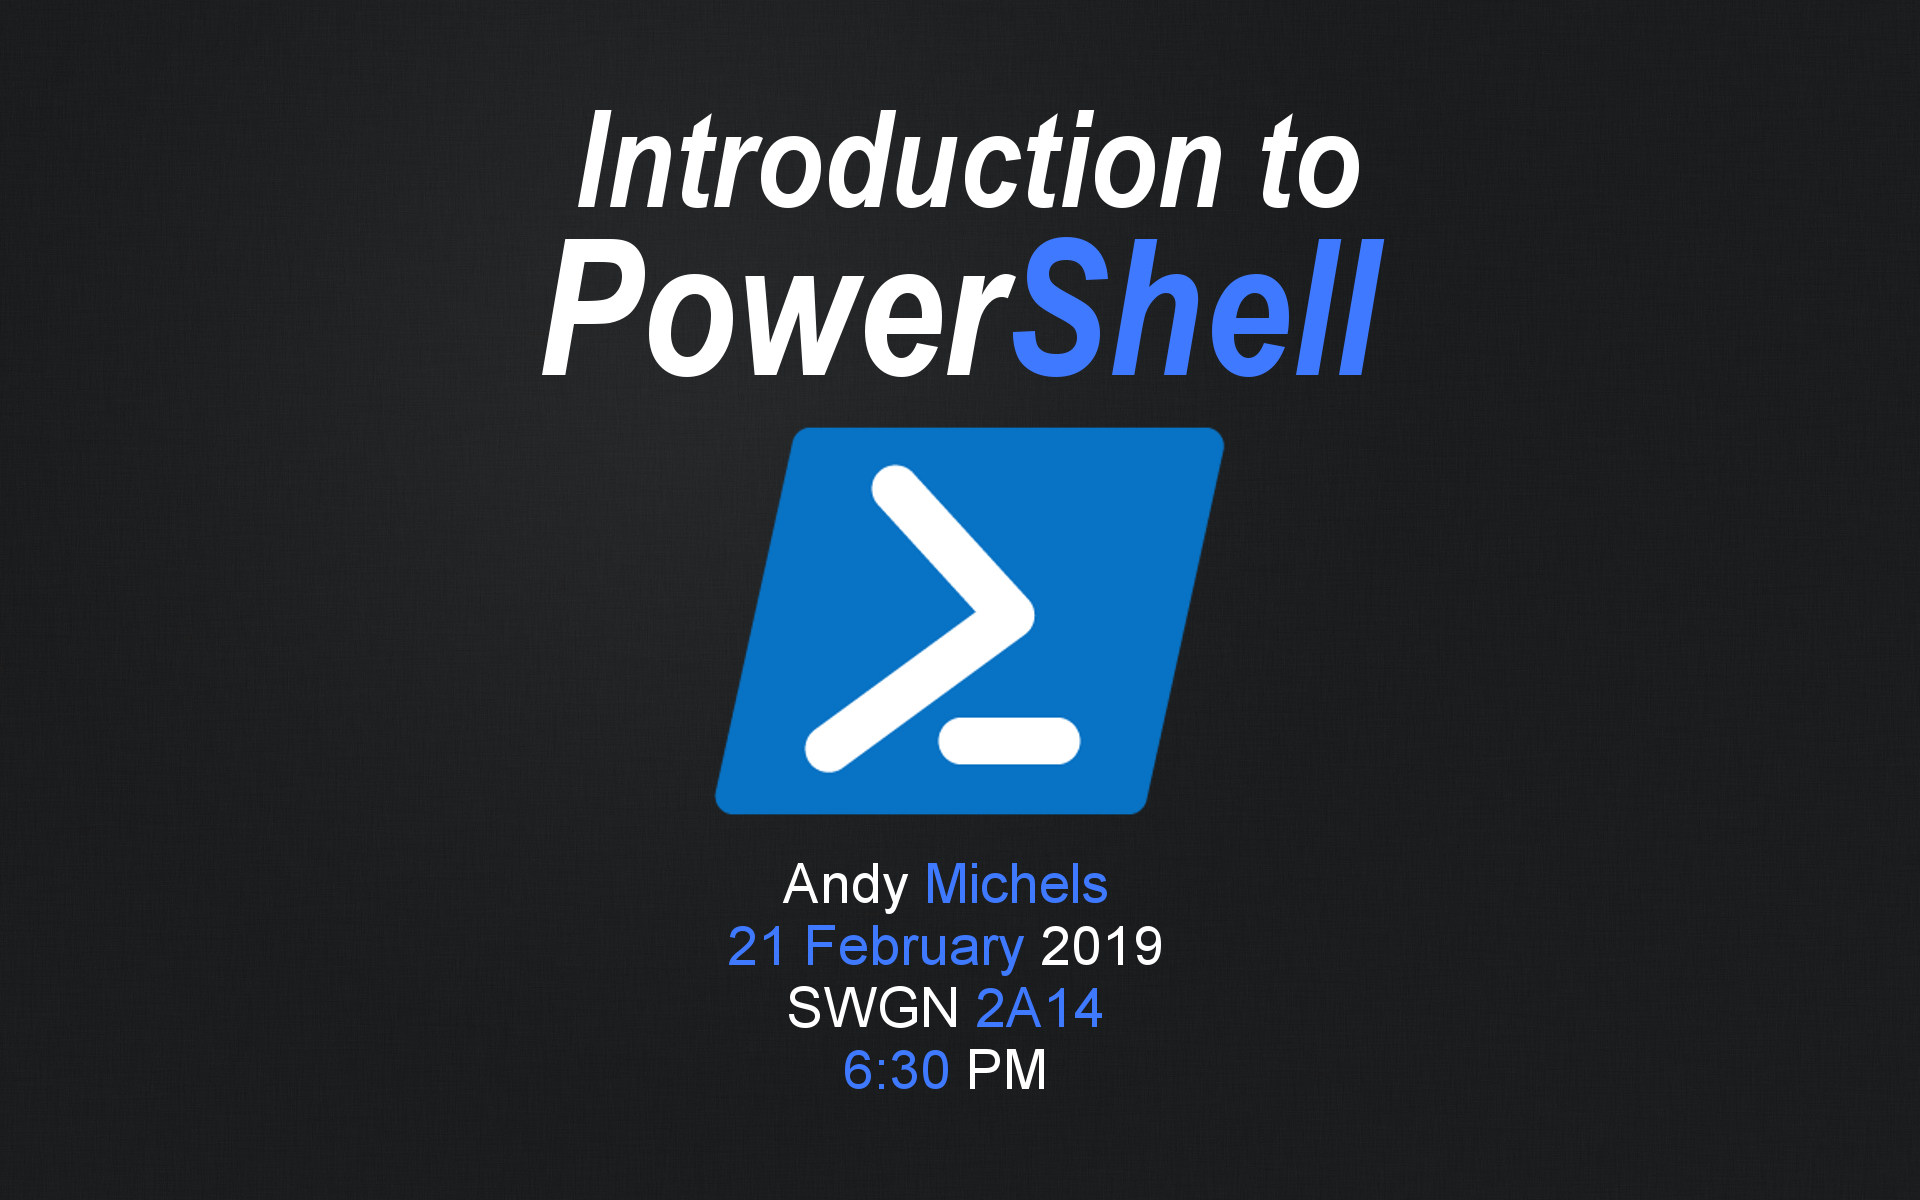 Introduction to
PowerShell
Andy Michels
21 February 2019
SWGN 2A14
6:30 PM